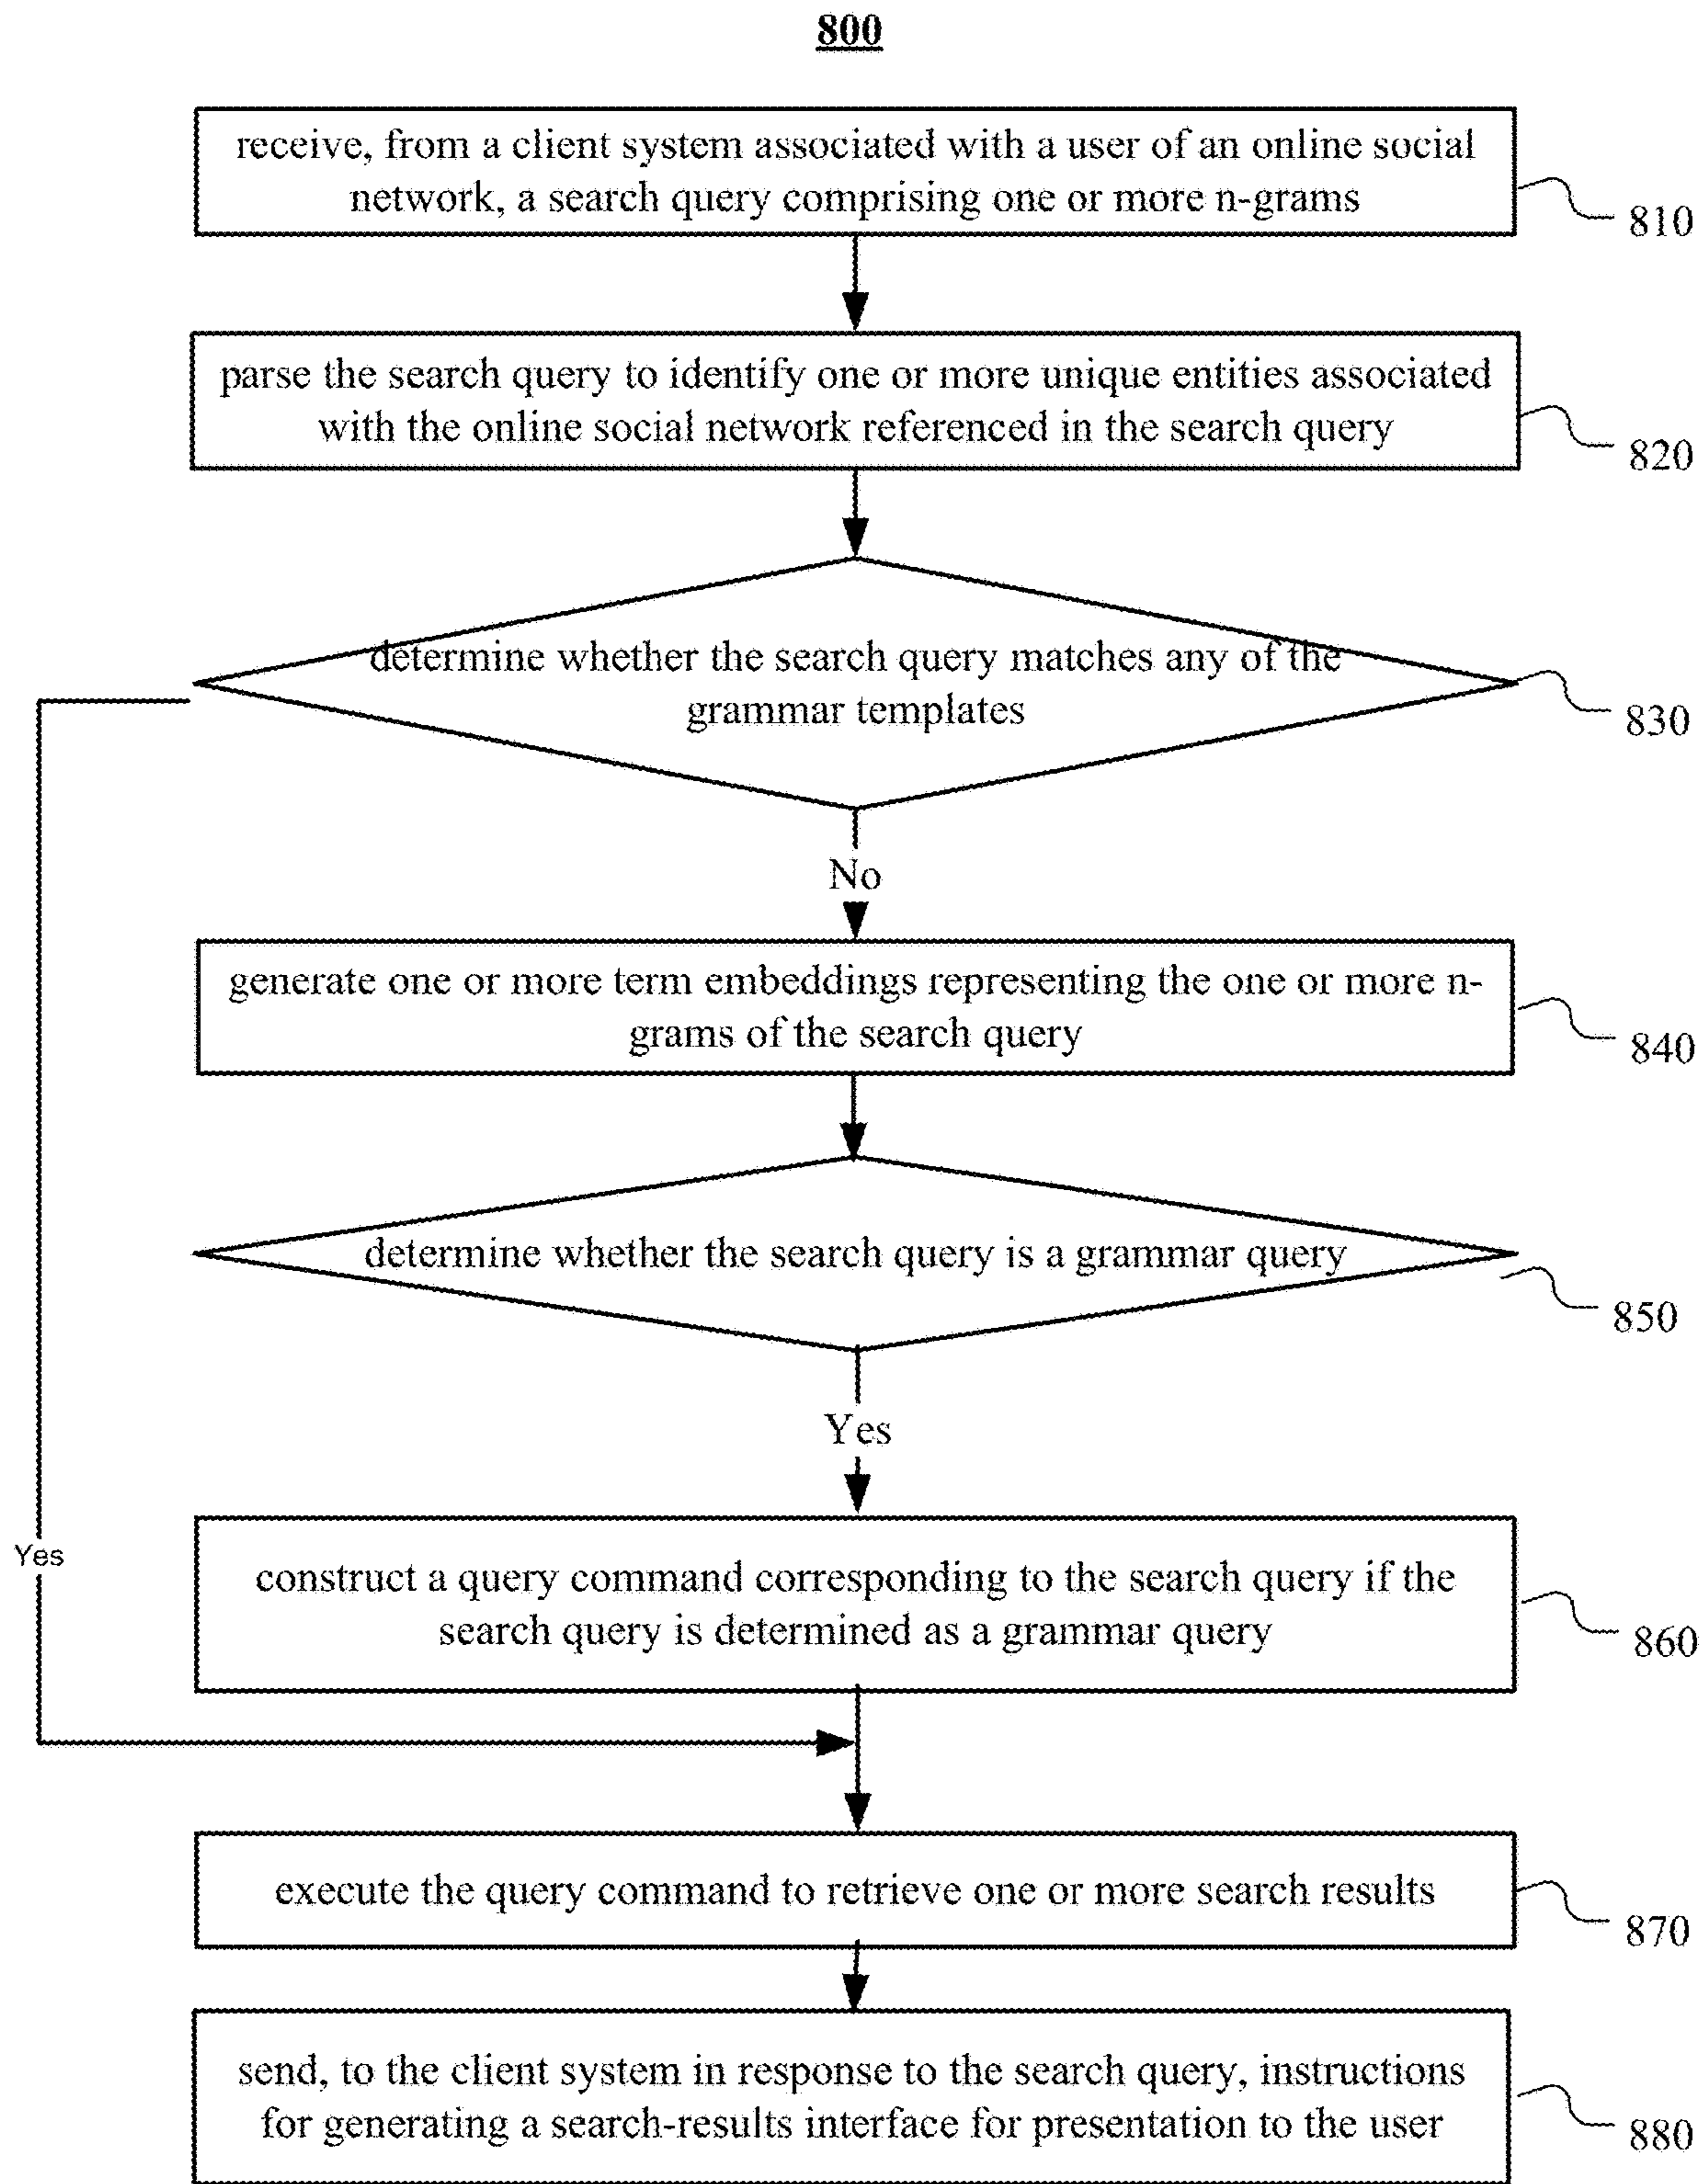 800
receive, from a client system associated with a user of an online social
network, a search query comprising one or more n-grams
810
parse the search query to identify one or more unique entities associated
with the online social network referenced in the search query
820
determine whether the search query matches any of the
grammar templates
830
No
generate one or more term embeddings representing the one or more n-
grams of the search query
840
determine whether the search query is a grammar query
850
Yes
Yes
construct a query command corresponding to the search query if the
search query is determined as a grammar query
860
execute the query command to retrieve one or more search results
870
send, to the client system in response to the search query, instructions
for generating a search-results interface for presentation to the user
880